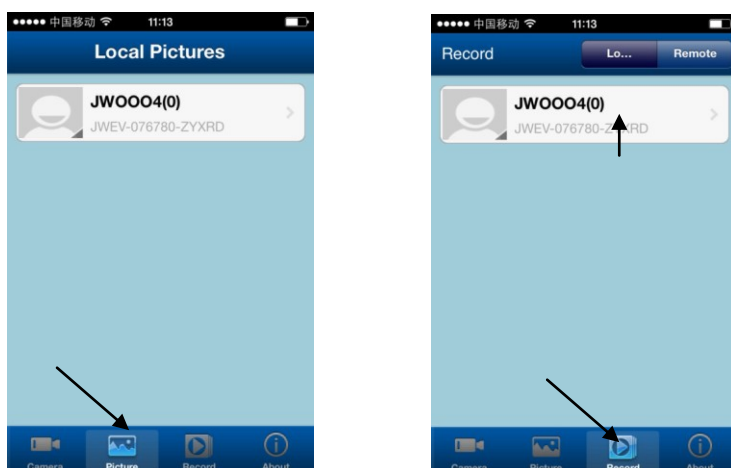 中国移动 11:13
Local Pictures
JWOOO4(0)
JWEV-076780-ZYXRD
Camera Picture Record About
中国移动 11:13
Record Lo... Remote
JWOOO4(0)
JWEV-076780-Z RD
Camera Picture Record About